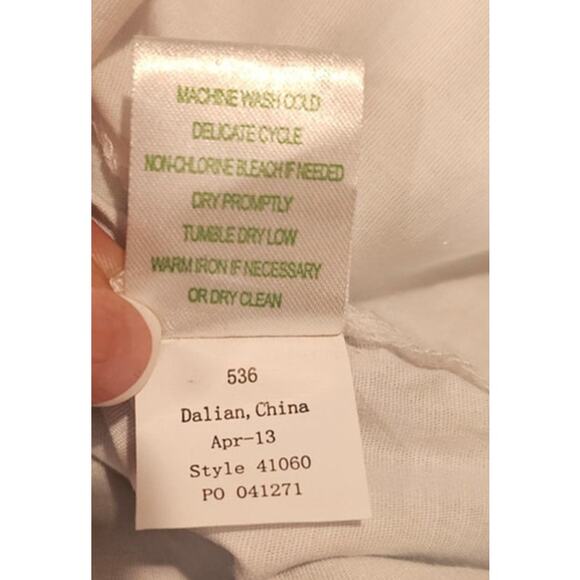 MACHINE WASH COLD
DELICATE CYCLE
NON-CHLORINE BLEACH IF NEEDED
DRY PROMPTLY
TUMBLE DRY LOW
WARM IRON IF NECESSARY
OR DRY CLEAN
536
Dalian, China
Apr-13
Style 41060
PO 041271